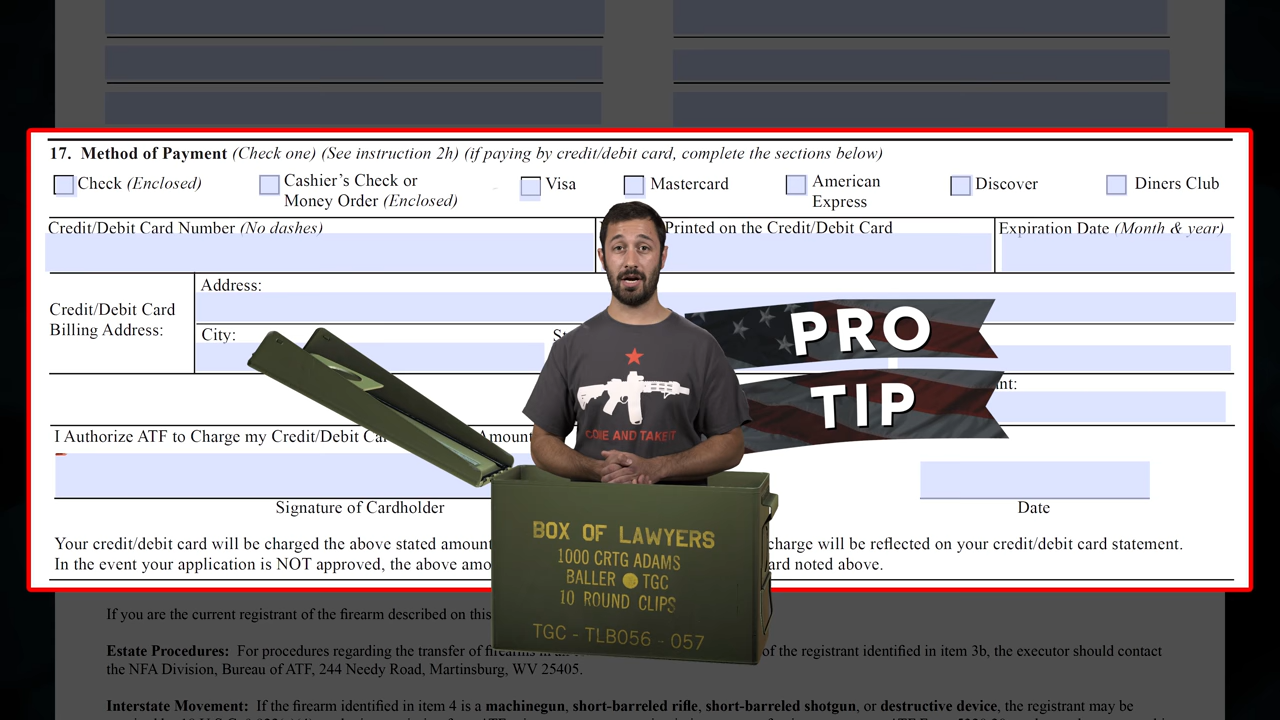 17. Method of Payment (Check one) (See instruction 2h) (if paying by credit/debit card, complete the sections below)
Check (Enclosed)
Cashier's Check or
Money Order (Enclosed)
Visa
Mastercard
American
Express
Discover
Diners Club
Credit/Debit Card Number (No dashes)
Printed on the Credit/Debit Card
Expiration Date (Month & year)
Credit/Debit Card
Billing Address:
Address:
City:
PRO
TIP
COME AND TAKE IT
I Authorize ATF to Charge my Credit/Debit Amount
Signature of Cardholder
Date
Your credit/debit card will be charged the above stated amount charge will be reflected on your credit/debit card statement.
In the event your application is NOT approved, the above noted above.
BOX OF LAWYERS
1000 CRTG ADAMS
BALLER TGC
10 ROUND CLIPS
TGC - TLB056 - 057
If you are the current registrant of the firearm described on this
Estate Procedures: For procedures regarding the transfer of firearms in an of the registrant identified in item 3b, the executor should contact
the NFA Division, Bureau of ATF, 244 Needy Road, Martinsburg, WV 25405.
Interstate Movement: If the firearm identified in item 4 is a machinegun, short-barreled rifle, short-barreled shotgun, or destructive device, the registrant may be